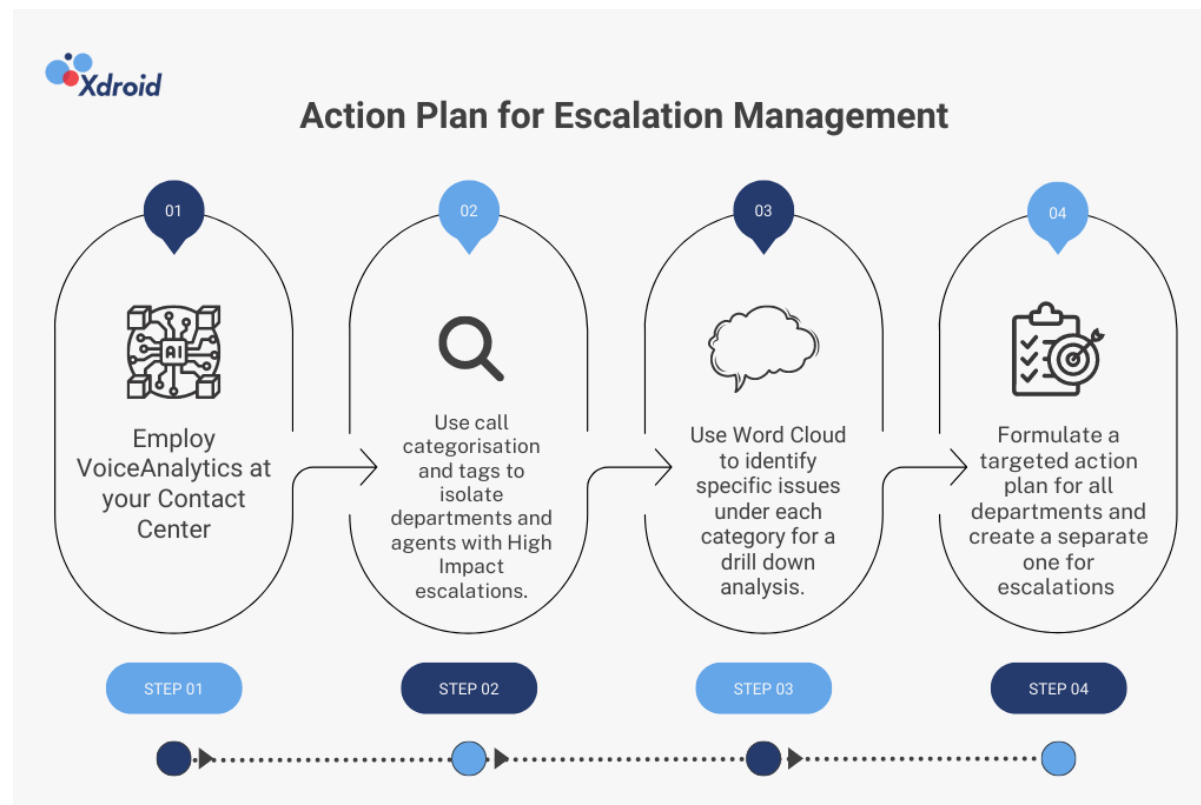 Xdroid
Action Plan for Escalation Management
01
02
03
04
AI
Employ
VoiceAnalytics at
your Contact
Center
Use call
categorisation
and tags to
isolate
departments and
agents with High
Impact
escalations.
Use Word Cloud
to identify
specific issues
under each
category for a
drill down
analysis.
Formulate a
targeted action
plan for all
departments and
create a separate
one for
escalations
STEP 01
STEP 02
STEP 03
STEP 04